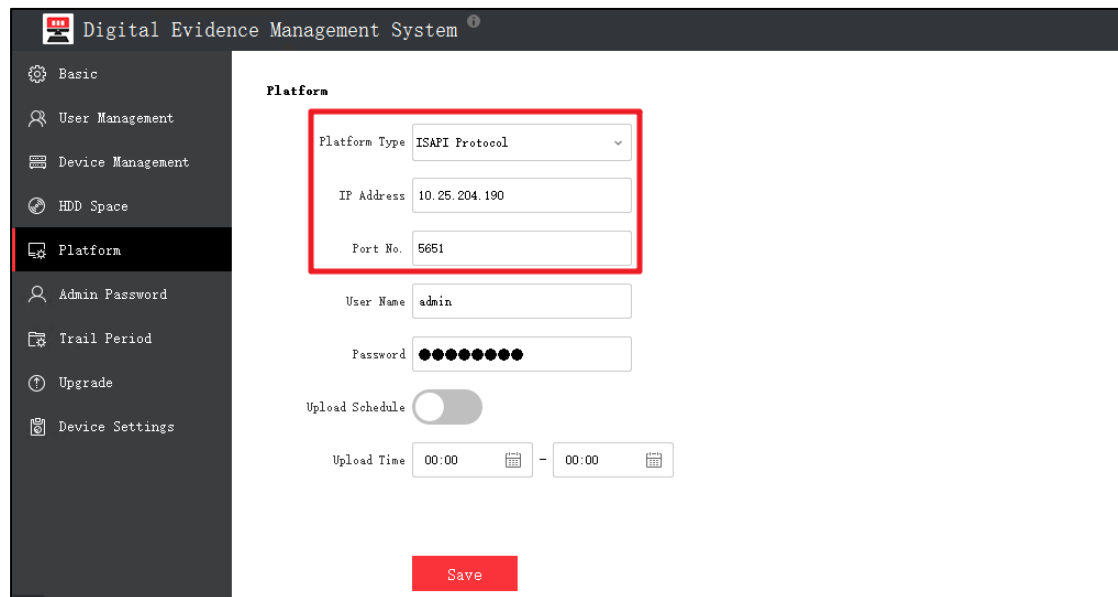 Digital Evidence Management System
Basic
User Management
Device Management
HDD Space
Platform
Admin Password
Trail Period
Upgrade
Device Settings
Platform
Platform Type ISAPI Protocol
IP Address 10.25.204.190
Port No. 5651
User Name admin
Password ●●●●●●●●
Upload Schedule
Upload Time 00:00 - 00:00
Save